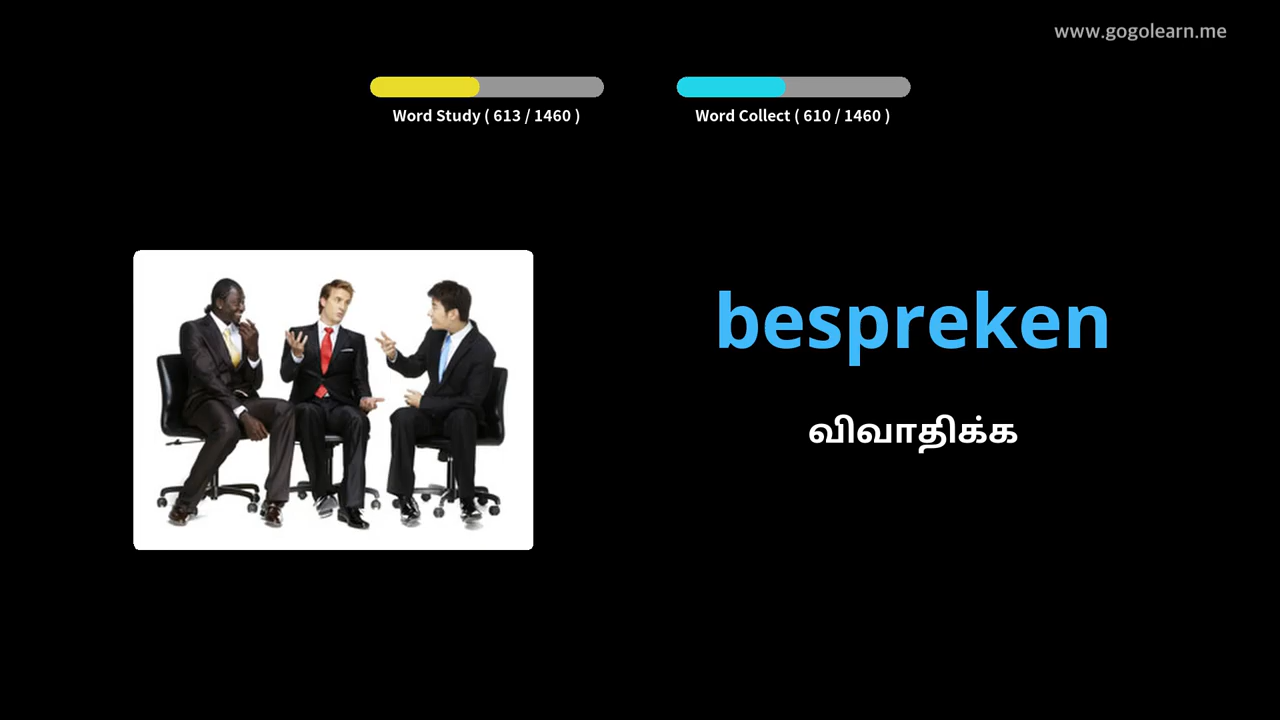 www.gogolearn.me
Word Study ( 613 / 1460 )
Word Collect ( 610 / 1460 )
bespreken
விவாதிக்க